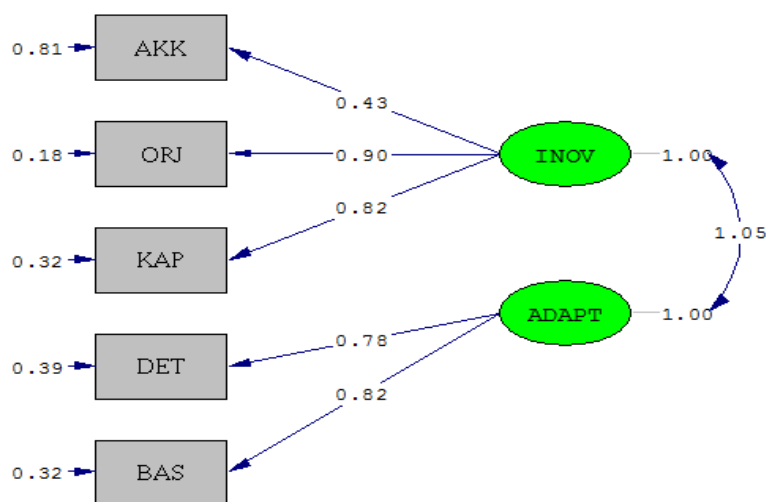 0.81 AKK
0.43
0.18 ORJ 0.90 INOV 1.00
0.82
1.05
0.32 KAP
ADAPT 1.00
0.78
0.39 DET
0.82
0.32 BAS